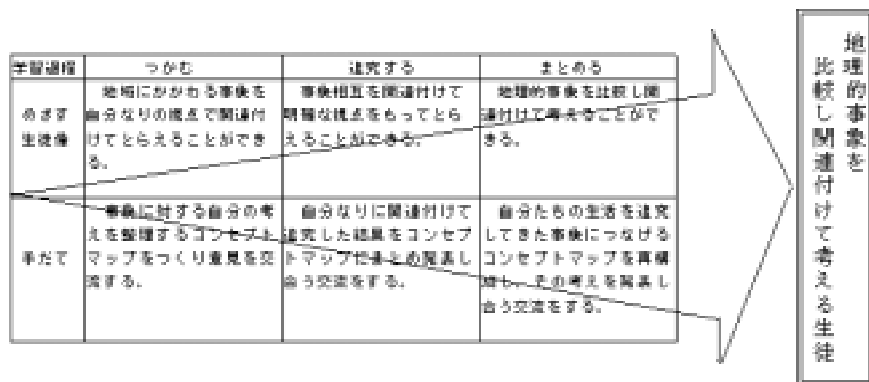 学習過程 つかむ 追究する まとめる
めざす
生徒像
地域にかかわる事象を
自分なりの視点で関連付
けてとらえることができ
る。
事象相互を関連付けて
明確な視点をもってとら
えることができる。
地理的事象を比較し関
連付けて考えることがで
きる。
手だて
事象に対する自分の考
えを整理するコンセプト
マップをつくり意見を交
流する。
自分なりに関連付けて
追究した結果をコンセプ
トマップにまとめ発表し
合う交流をする。
自分たちの生活を追究
してきた事象につなげる
コンセプトマップを再構
築し、その考えを発表し
合う交流をする。
地理的事象を
比較し関連付けて考える生徒